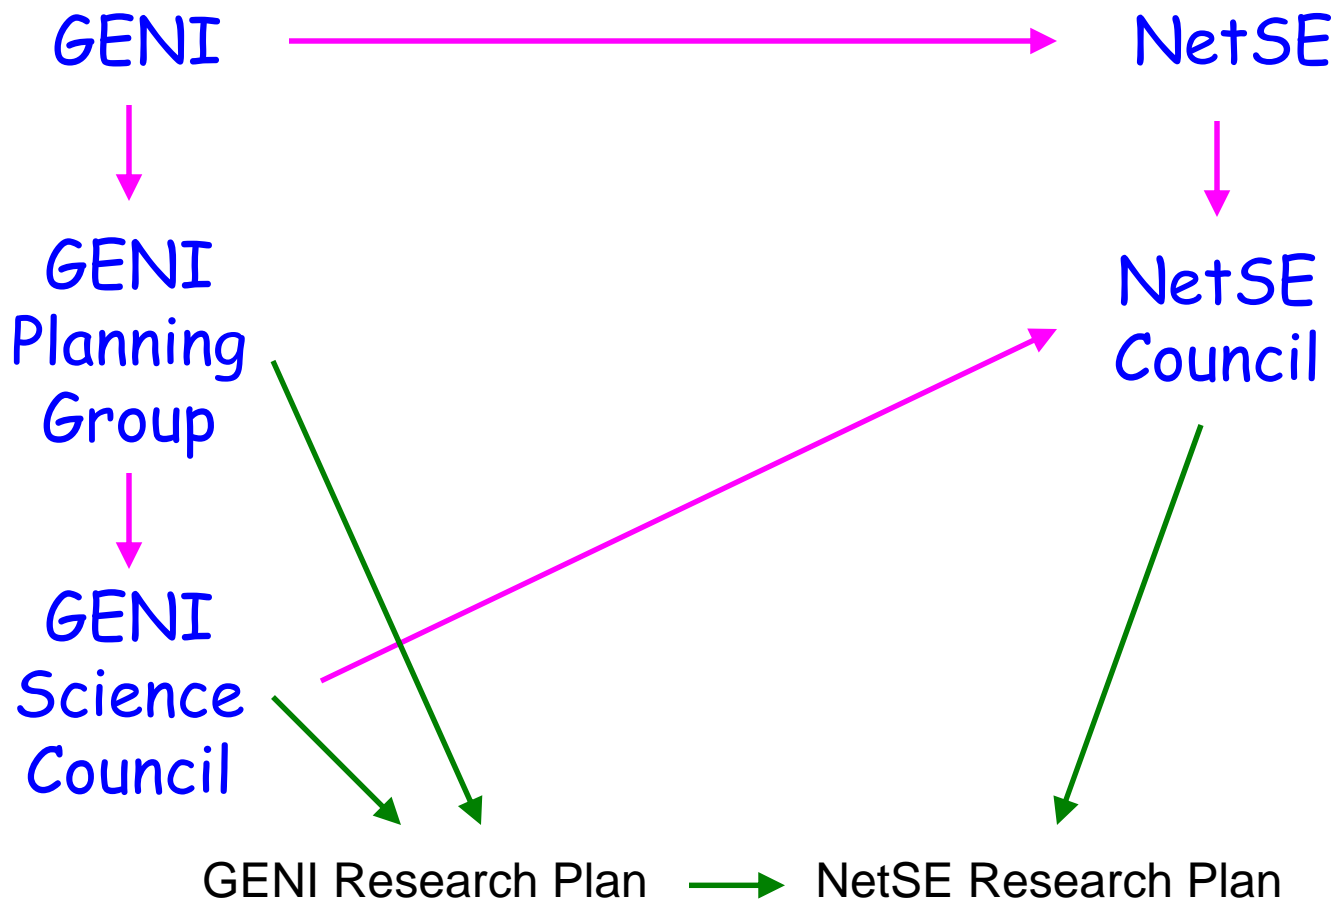 GENI
NetSE
GENI
Planning
Group
NetSE
Council
GENI
Science
Council
GENI Research Plan
NetSE Research Plan